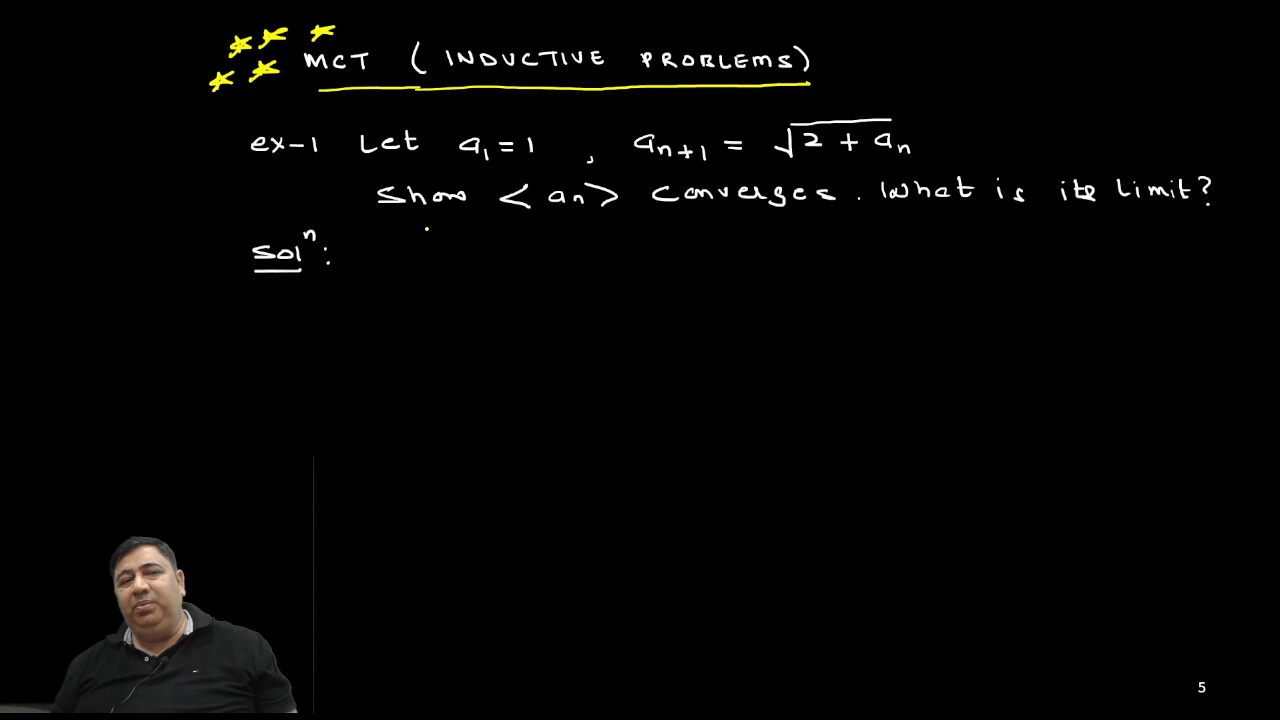 MCT ( INDUCTIVE PROBLEMS)
ex-1 Let a₁ = 1 , aₙ₊₁ = √(2 + aₙ)
Show < aₙ > converges. What is its limit?
Solⁿ:
5